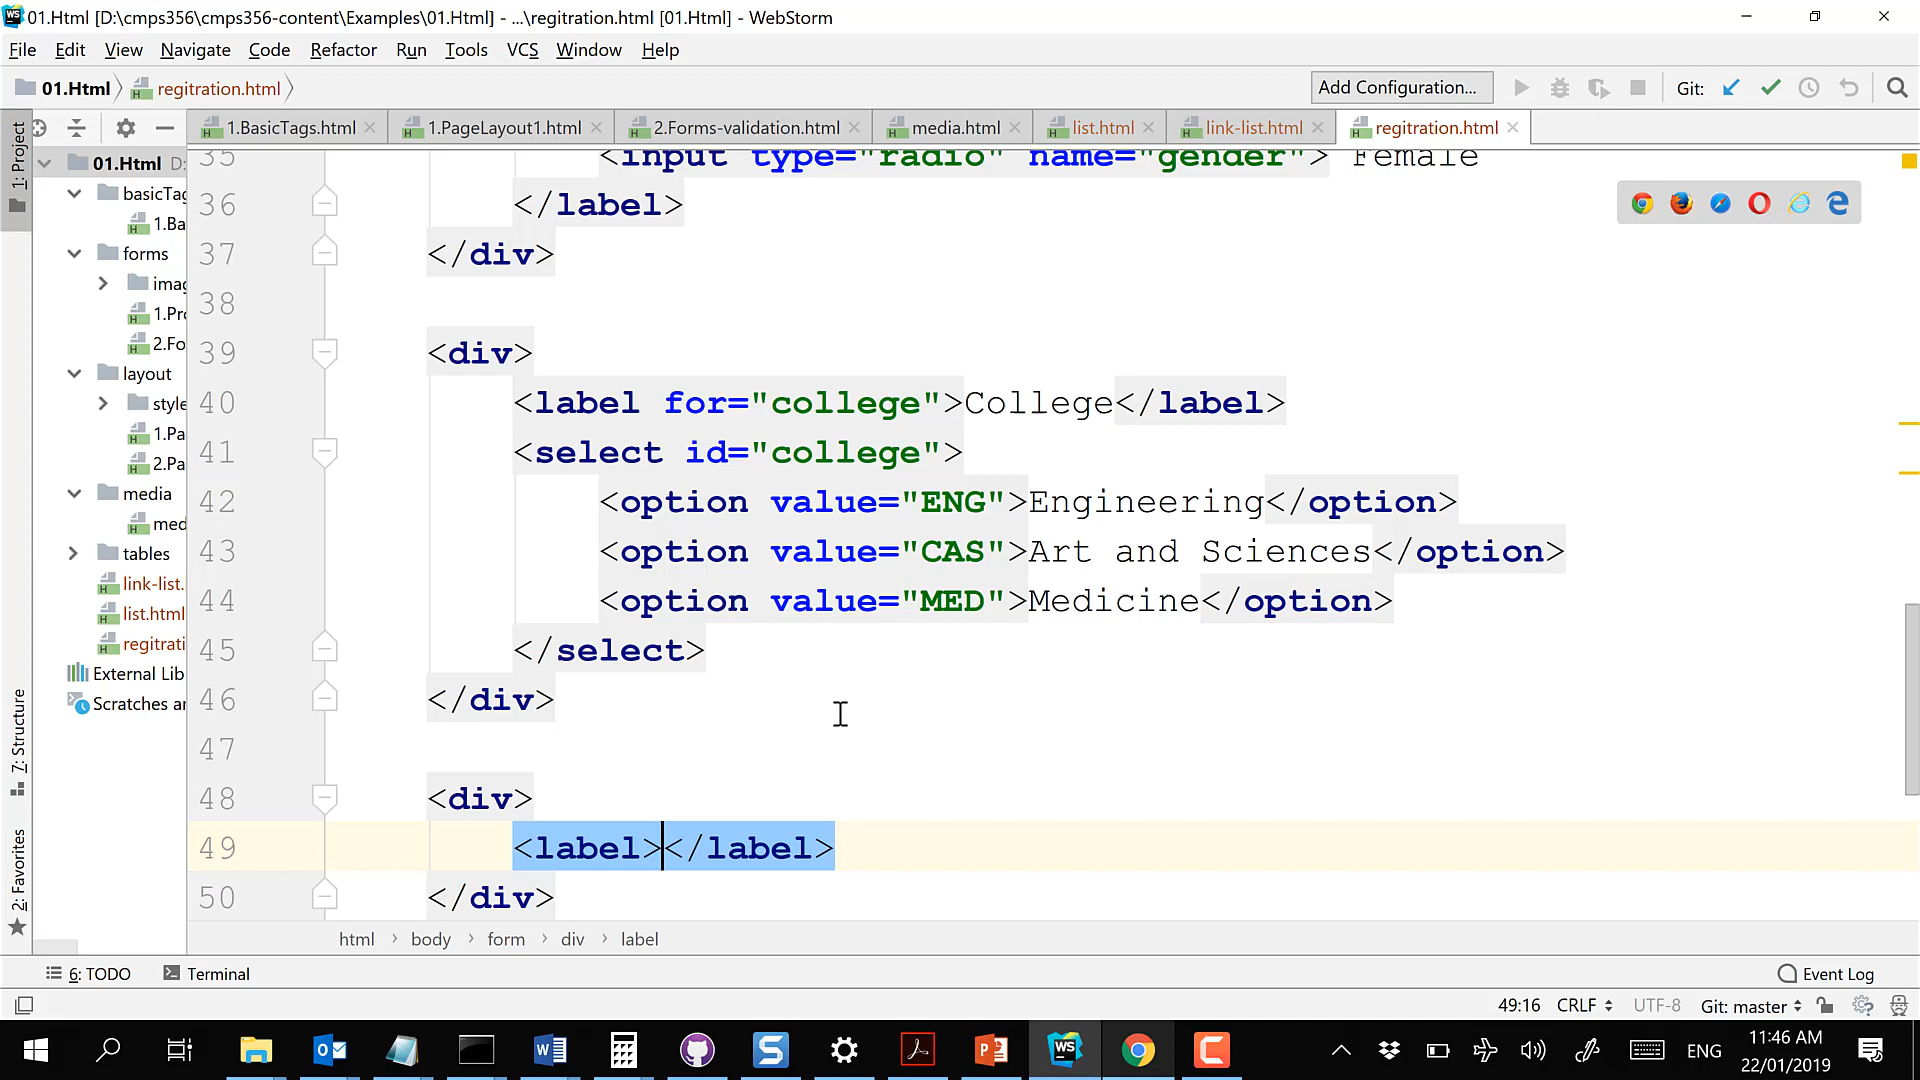 01.Html [D:\cmps356\cmps356-content\Examples\01.Html] - ...\regitration.html [01.Html] - WebStorm
File Edit View Navigate Code Refactor Run Tools VCS Window Help
01.Html regitration.html Add Configuration... Git:
1.BasicTags.html 1.PageLayout1.html 2.Forms-validation.html media.html list.html link-list.html regitration.html
1: Project
7: Structure
2: Favorites
01.Html D:
basicTag
1.Ba
forms
imag
1.Pro
2.Fo
layout
style
1.Pa
2.Pa
media
med
tables
link-list.
list.html
regitrati
External Lib
Scratches ar
35 <input type="radio" name="gender"> Female
36 </label>
37 </div>
38
39 <div>
40 <label for="college">College</label>
41 <select id="college">
42 <option value="ENG">Engineering</option>
43 <option value="CAS">Art and Sciences</option>
44 <option value="MED">Medicine</option>
45 </select>
46 </div>
47
48 <div>
49 <label></label>
50 </div>
html body form div label
6: TODO Terminal Event Log
49:16 CRLF UTF-8 Git: master
ENG 11:46 AM
22/01/2019